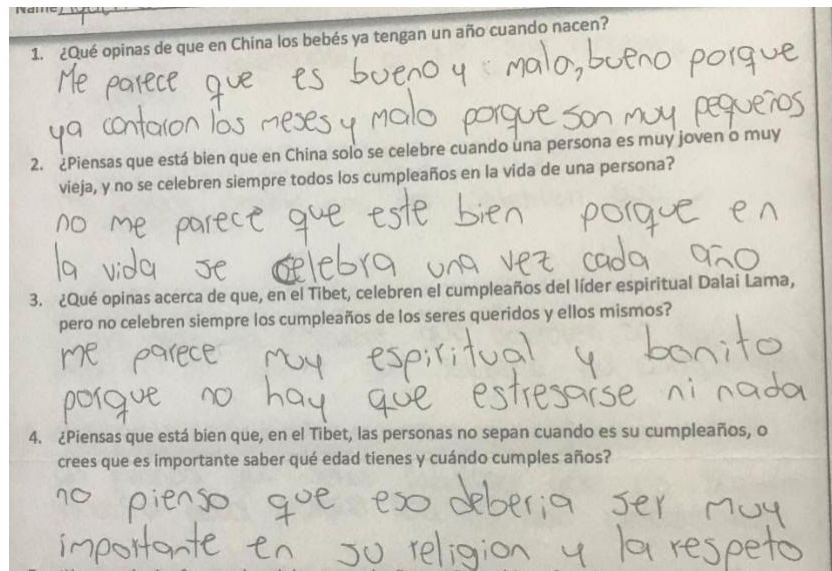 Name
1. ¿Qué opinas de que en China los bebés ya tengan un año cuando nacen?
Me parece que es bueno y malo, bueno porque
ya contaron los meses y malo porque son muy pequeños
2. ¿Piensas que está bien que en China solo se celebre cuando una persona es muy joven o muy
vieja, y no se celebren siempre todos los cumpleaños en la vida de una persona?
no me parece que este bien porque en
la vida se celebra una vez cada año
3. ¿Qué opinas acerca de que, en el Tibet, celebren el cumpleaños del líder espiritual Dalai Lama,
pero no celebren siempre los cumpleaños de los seres queridos y ellos mismos?
me parece muy espiritual y bonito
porque no hay que estresarse ni nada
4. ¿Piensas que está bien que, en el Tibet, las personas no sepan cuando es su cumpleaños, o
crees que es importante saber qué edad tienes y cuándo cumples años?
no pienso que eso deberia ser muy
importante en su religion y la respeto